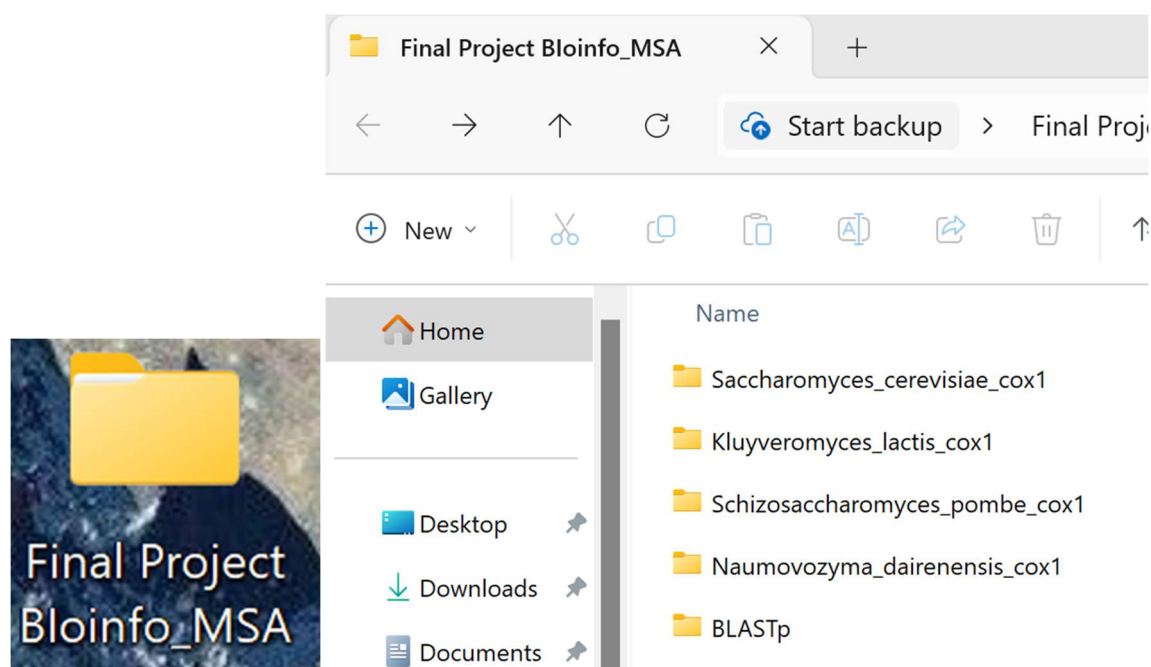 Final Project BIoinfo_MSA
Start backup > Final Proj
New
Name
Home
Gallery
Desktop
Downloads
Documents
Saccharomyces_cerevisiae_cox1
Kluyveromyces_lactis_cox1
Schizosaccharomyces_pombe_cox1
Naumovozyma_dairenensis_cox1
BLASTp
Final Project
BIoinfo_MSA